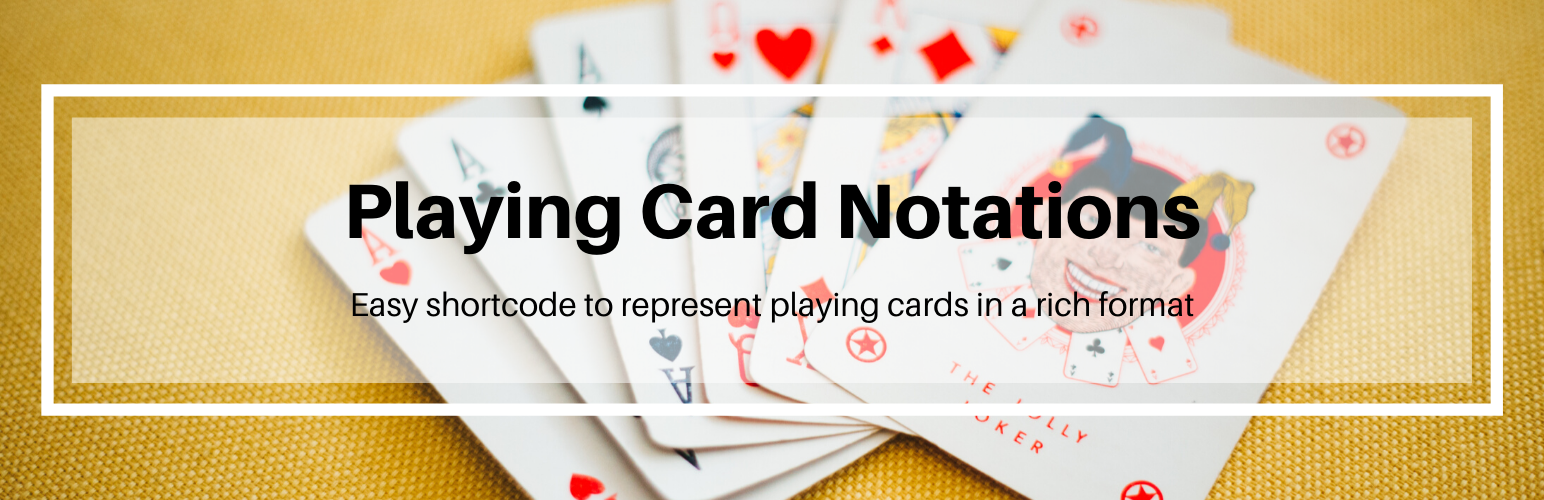 A
A
A
Playing Card Notations
Easy shortcode to represent playing cards in a rich format
A
THE JOLLY
JOKER